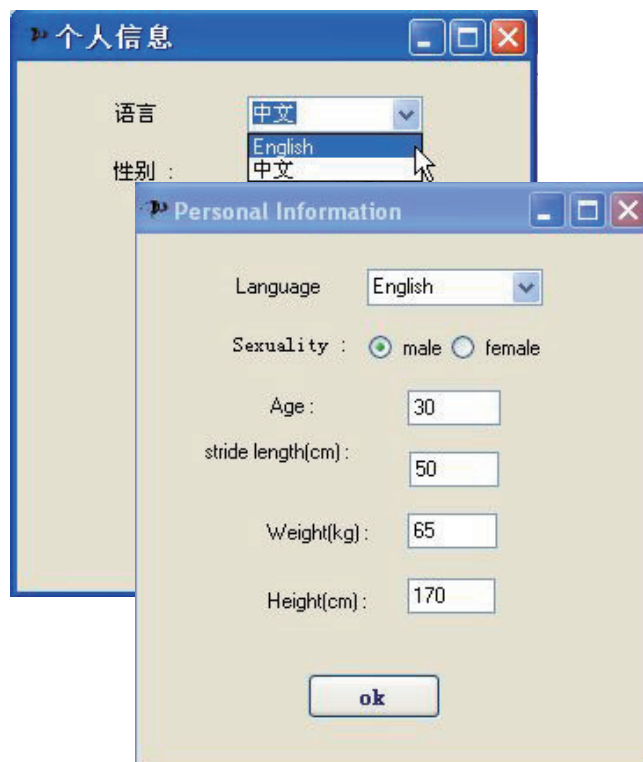 个人信息
语言 中文
English
性别 : 中文
Personal Information
Language English
Sexuality : male female
Age : 30
stride length(cm) : 50
Weight(kg) : 65
Height(cm) : 170
ok